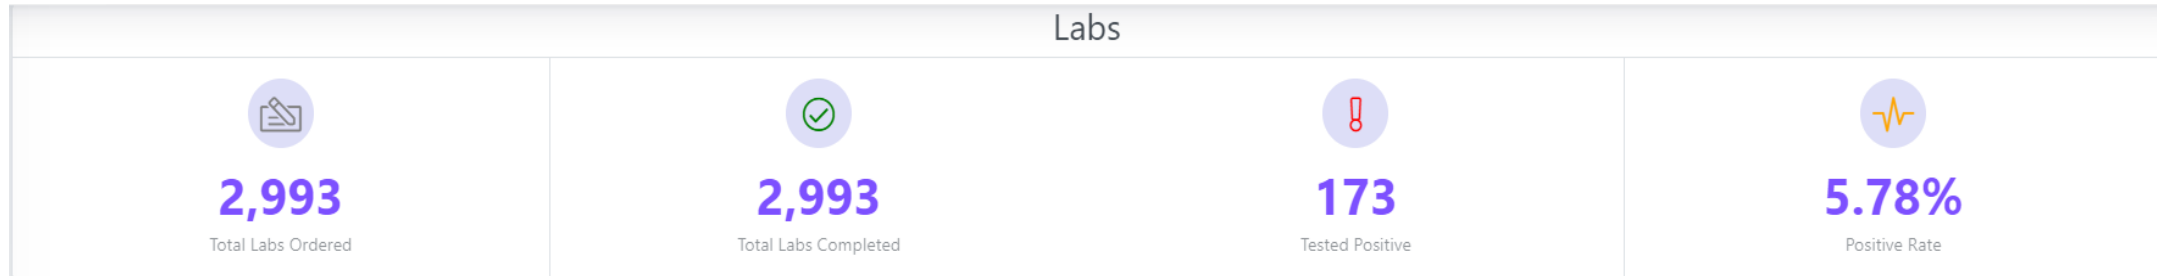 Labs
2,993
Total Labs Ordered
2,993
Total Labs Completed
173
Tested Positive
5.78%
Positive Rate